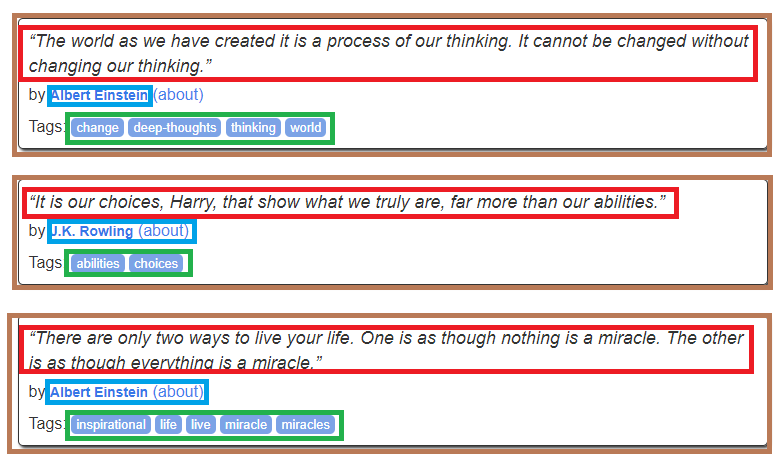 “The world as we have created it is a process of our thinking. It cannot be changed without
changing our thinking.”
by Albert Einstein (about)
Tags: change deep-thoughts thinking world
“It is our choices, Harry, that show what we truly are, far more than our abilities.”
by J.K. Rowling (about)
Tags abilities choices
“There are only two ways to live your life. One is as though nothing is a miracle. The other
is as though everything is a miracle.”
by Albert Einstein (about)
Tags: inspirational life live miracle miracles